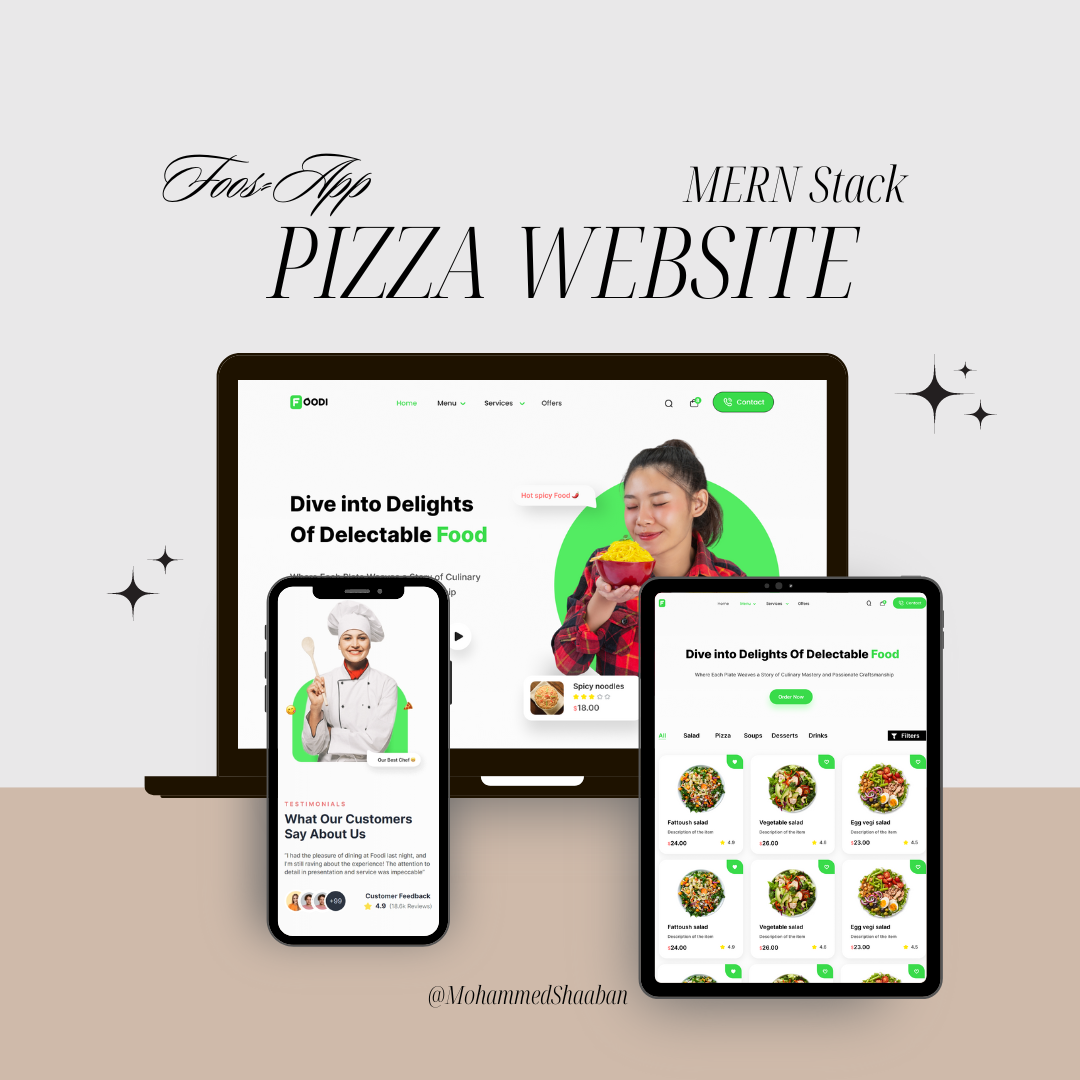 Foos-App
MERN Stack
PIZZA WEBSITE
FOODI
Home Menu Services Offers
Contact
Dive into Delights
Of Delectable Food
Hot spicy Food
of Culinary
Spicy noodles
$18.00
Our Best Chef
TESTIMONIALS
What Our Customers
Say About Us
"I had the pleasure of dining at Foodi last night, and
I'm still raving about the experience! The attention to
detail in presentation and service was impeccable"
+99
Customer Feedback
4.9 (18.6k Reviews)
F
Home Menu Services Offers
Contact
Dive into Delights Of Delectable Food
Where Each Plate Weaves a Story of Culinary Mastery and Passionate Craftsmanship
Order Now
All Salad Pizza Soups Desserts Drinks
Filters
Fattoush salad
Description of the item
$24.00 4.9
Vegetable salad
Description of the item
$26.00 4.6
Egg vegi salad
Description of the item
$23.00 4.5
Fattoush salad
Description of the item
$24.00 4.9
Vegetable salad
Description of the item
$26.00 4.6
Egg vegi salad
Description of the item
$23.00 4.5
@MohammedShaaban